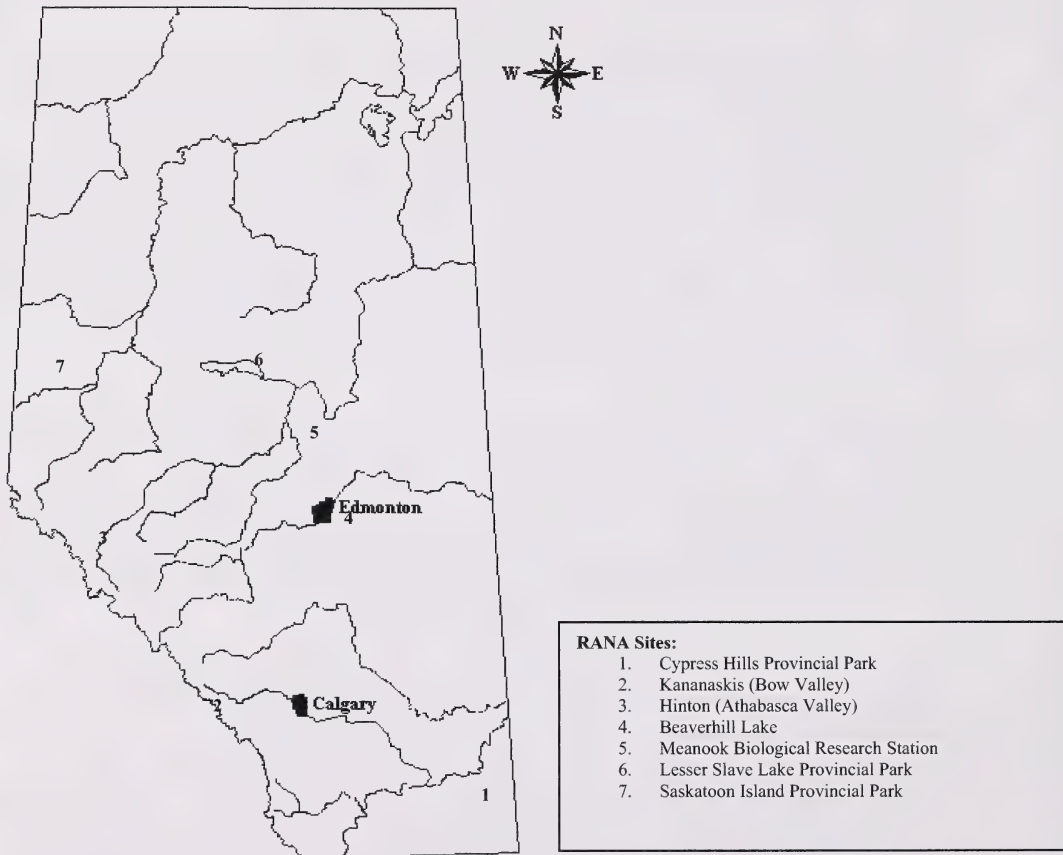 N
W E
S
7
6
5
Edmonton
4
3
2
Calgary
1
RANA Sites:
1. Cypress Hills Provincial Park
2. Kananaskis (Bow Valley)
3. Hinton (Athabasca Valley)
4. Beaverhill Lake
5. Meanook Biological Research Station
6. Lesser Slave Lake Provincial Park
7. Saskatoon Island Provincial Park